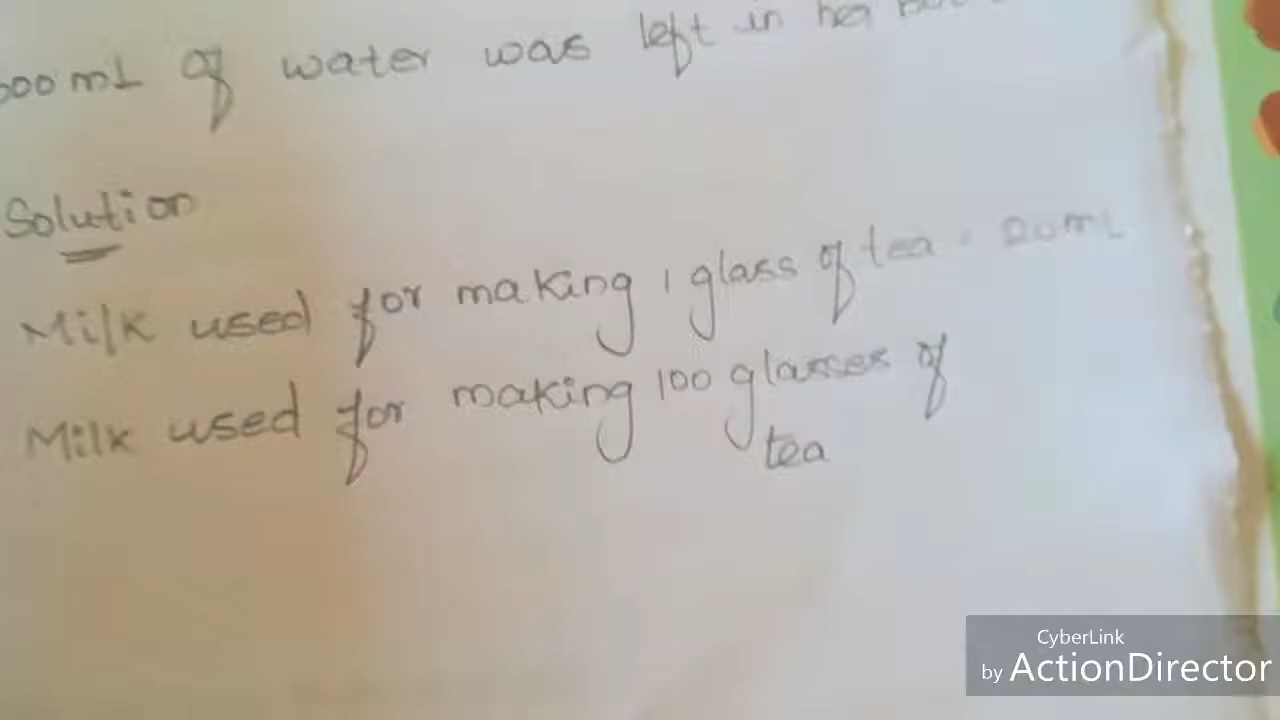 of water was left in her
Solution
Milk used for making 1 glass of tea = 20mL
Milk used for making 100 glasses of
tea
CyberLink
by ActionDirector